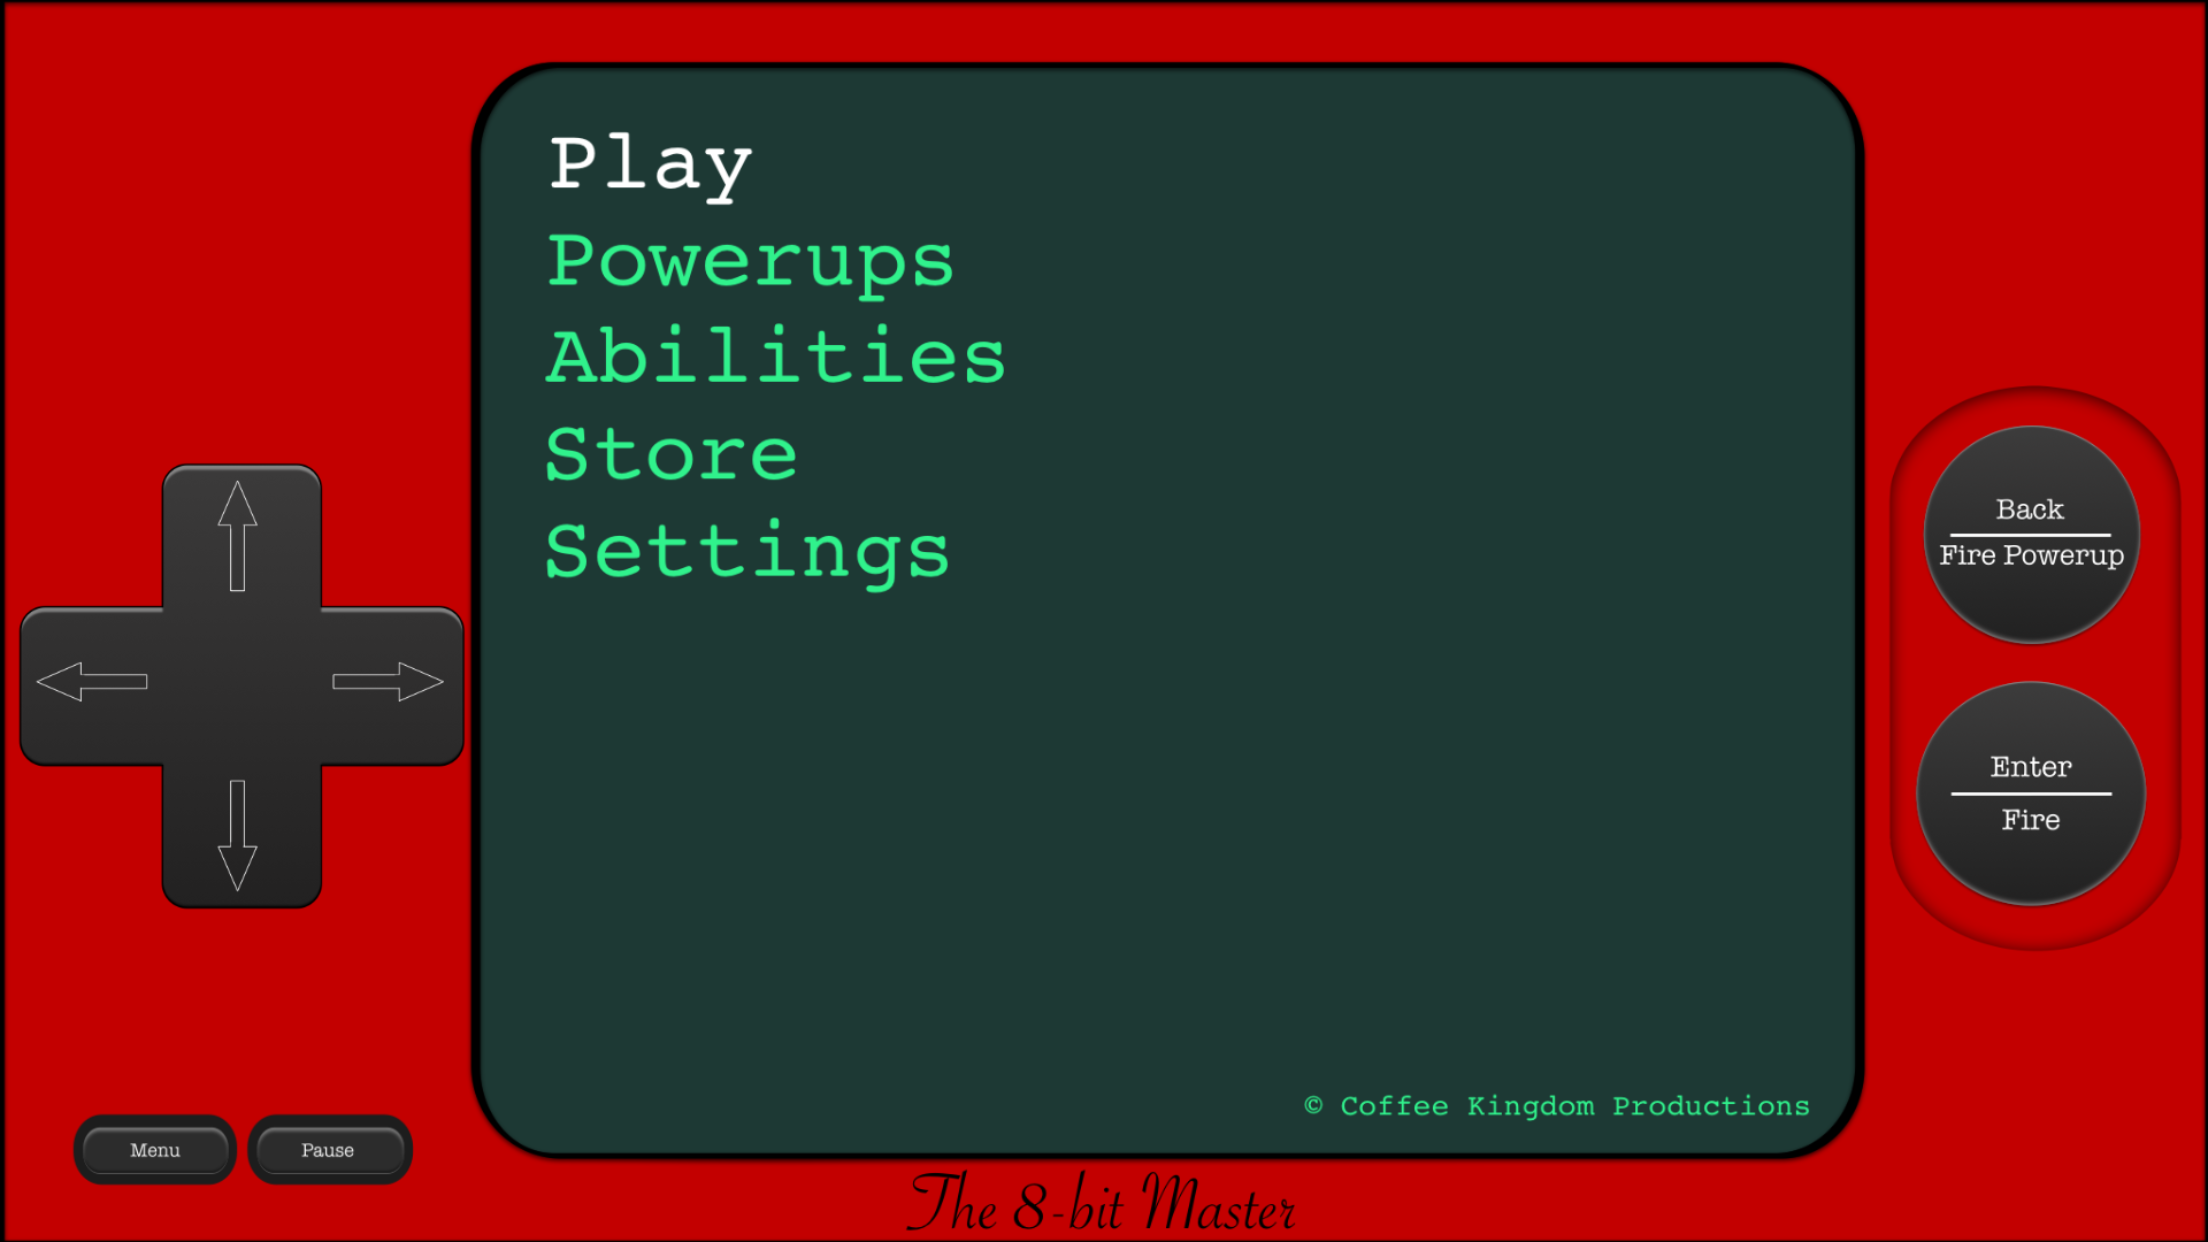 Play
Powerups
Abilities
Store
Settings
Back
Fire Powerup
Enter
Fire
© Coffee Kingdom Productions
Menu
Pause
The 8-bit Master